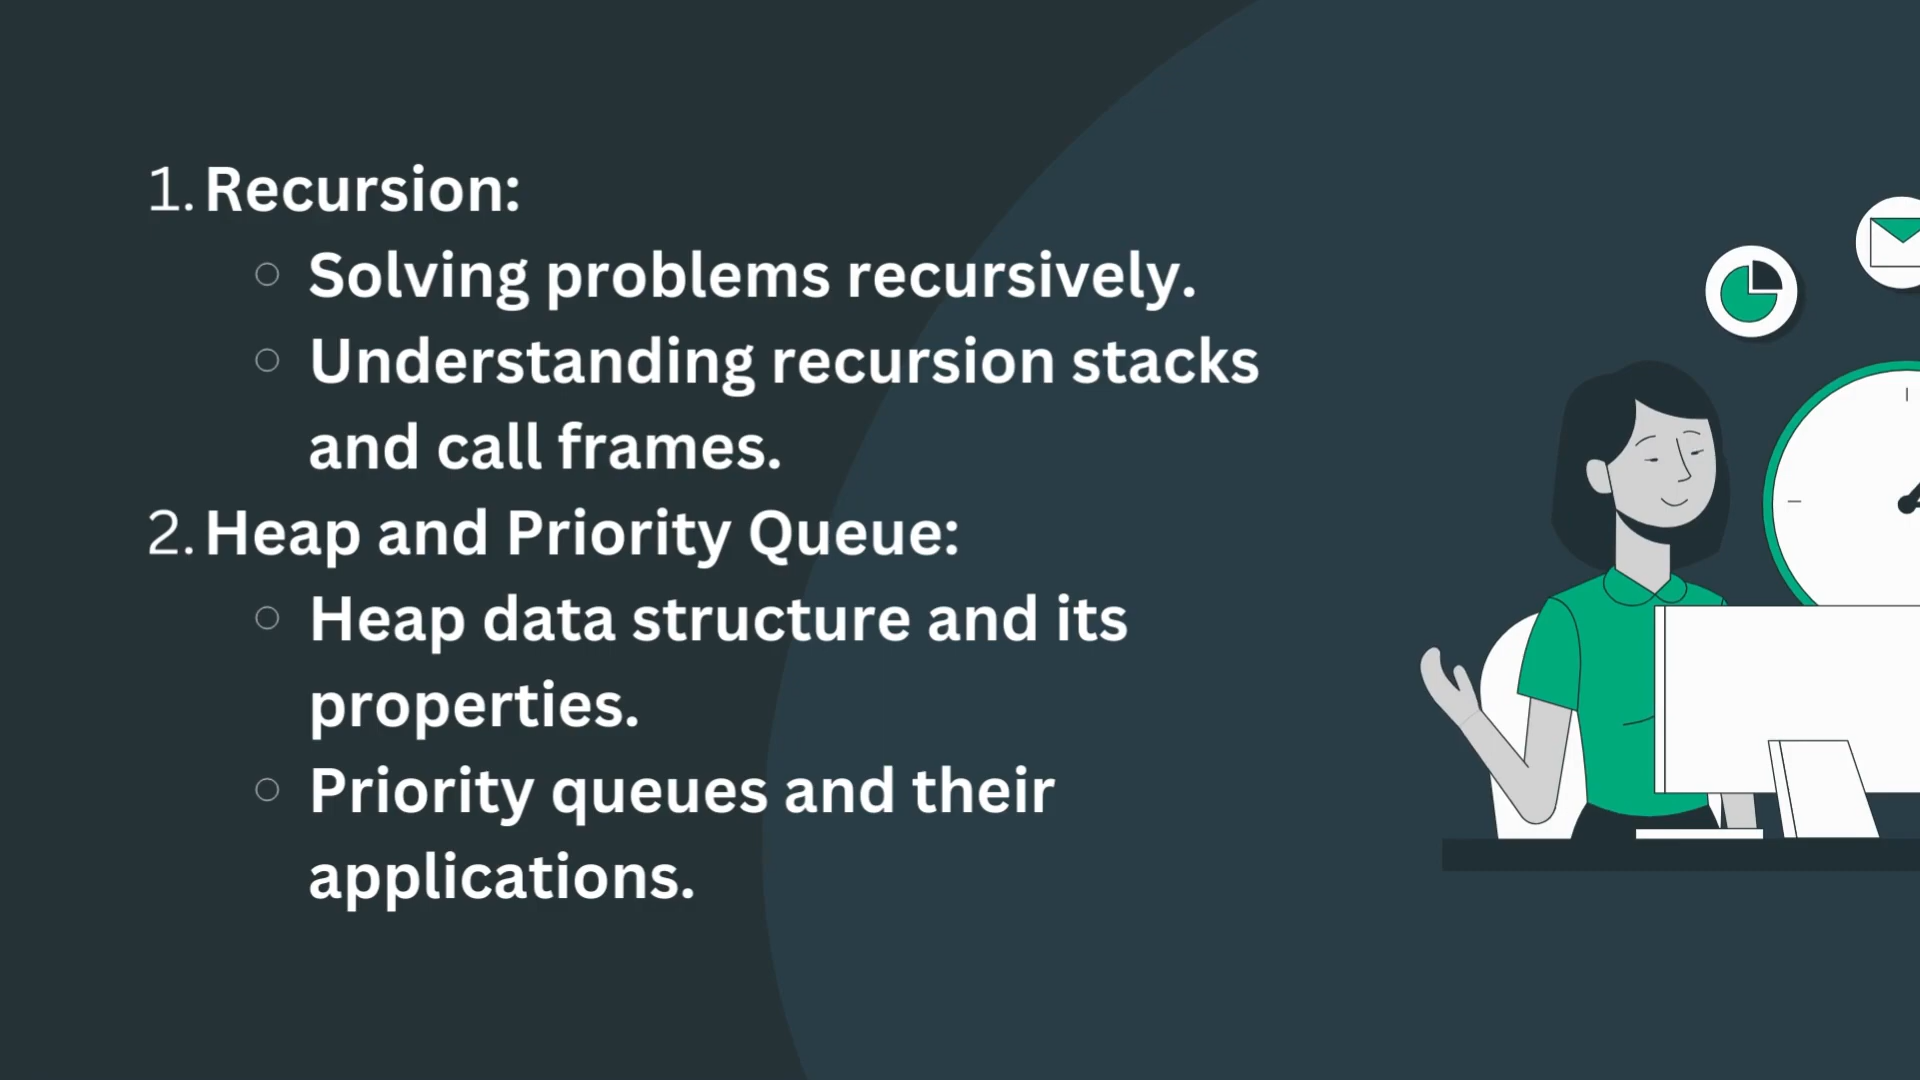 1. Recursion:
○ Solving problems recursively.
○ Understanding recursion stacks
and call frames.
2. Heap and Priority Queue:
○ Heap data structure and its
properties.
○ Priority queues and their
applications.